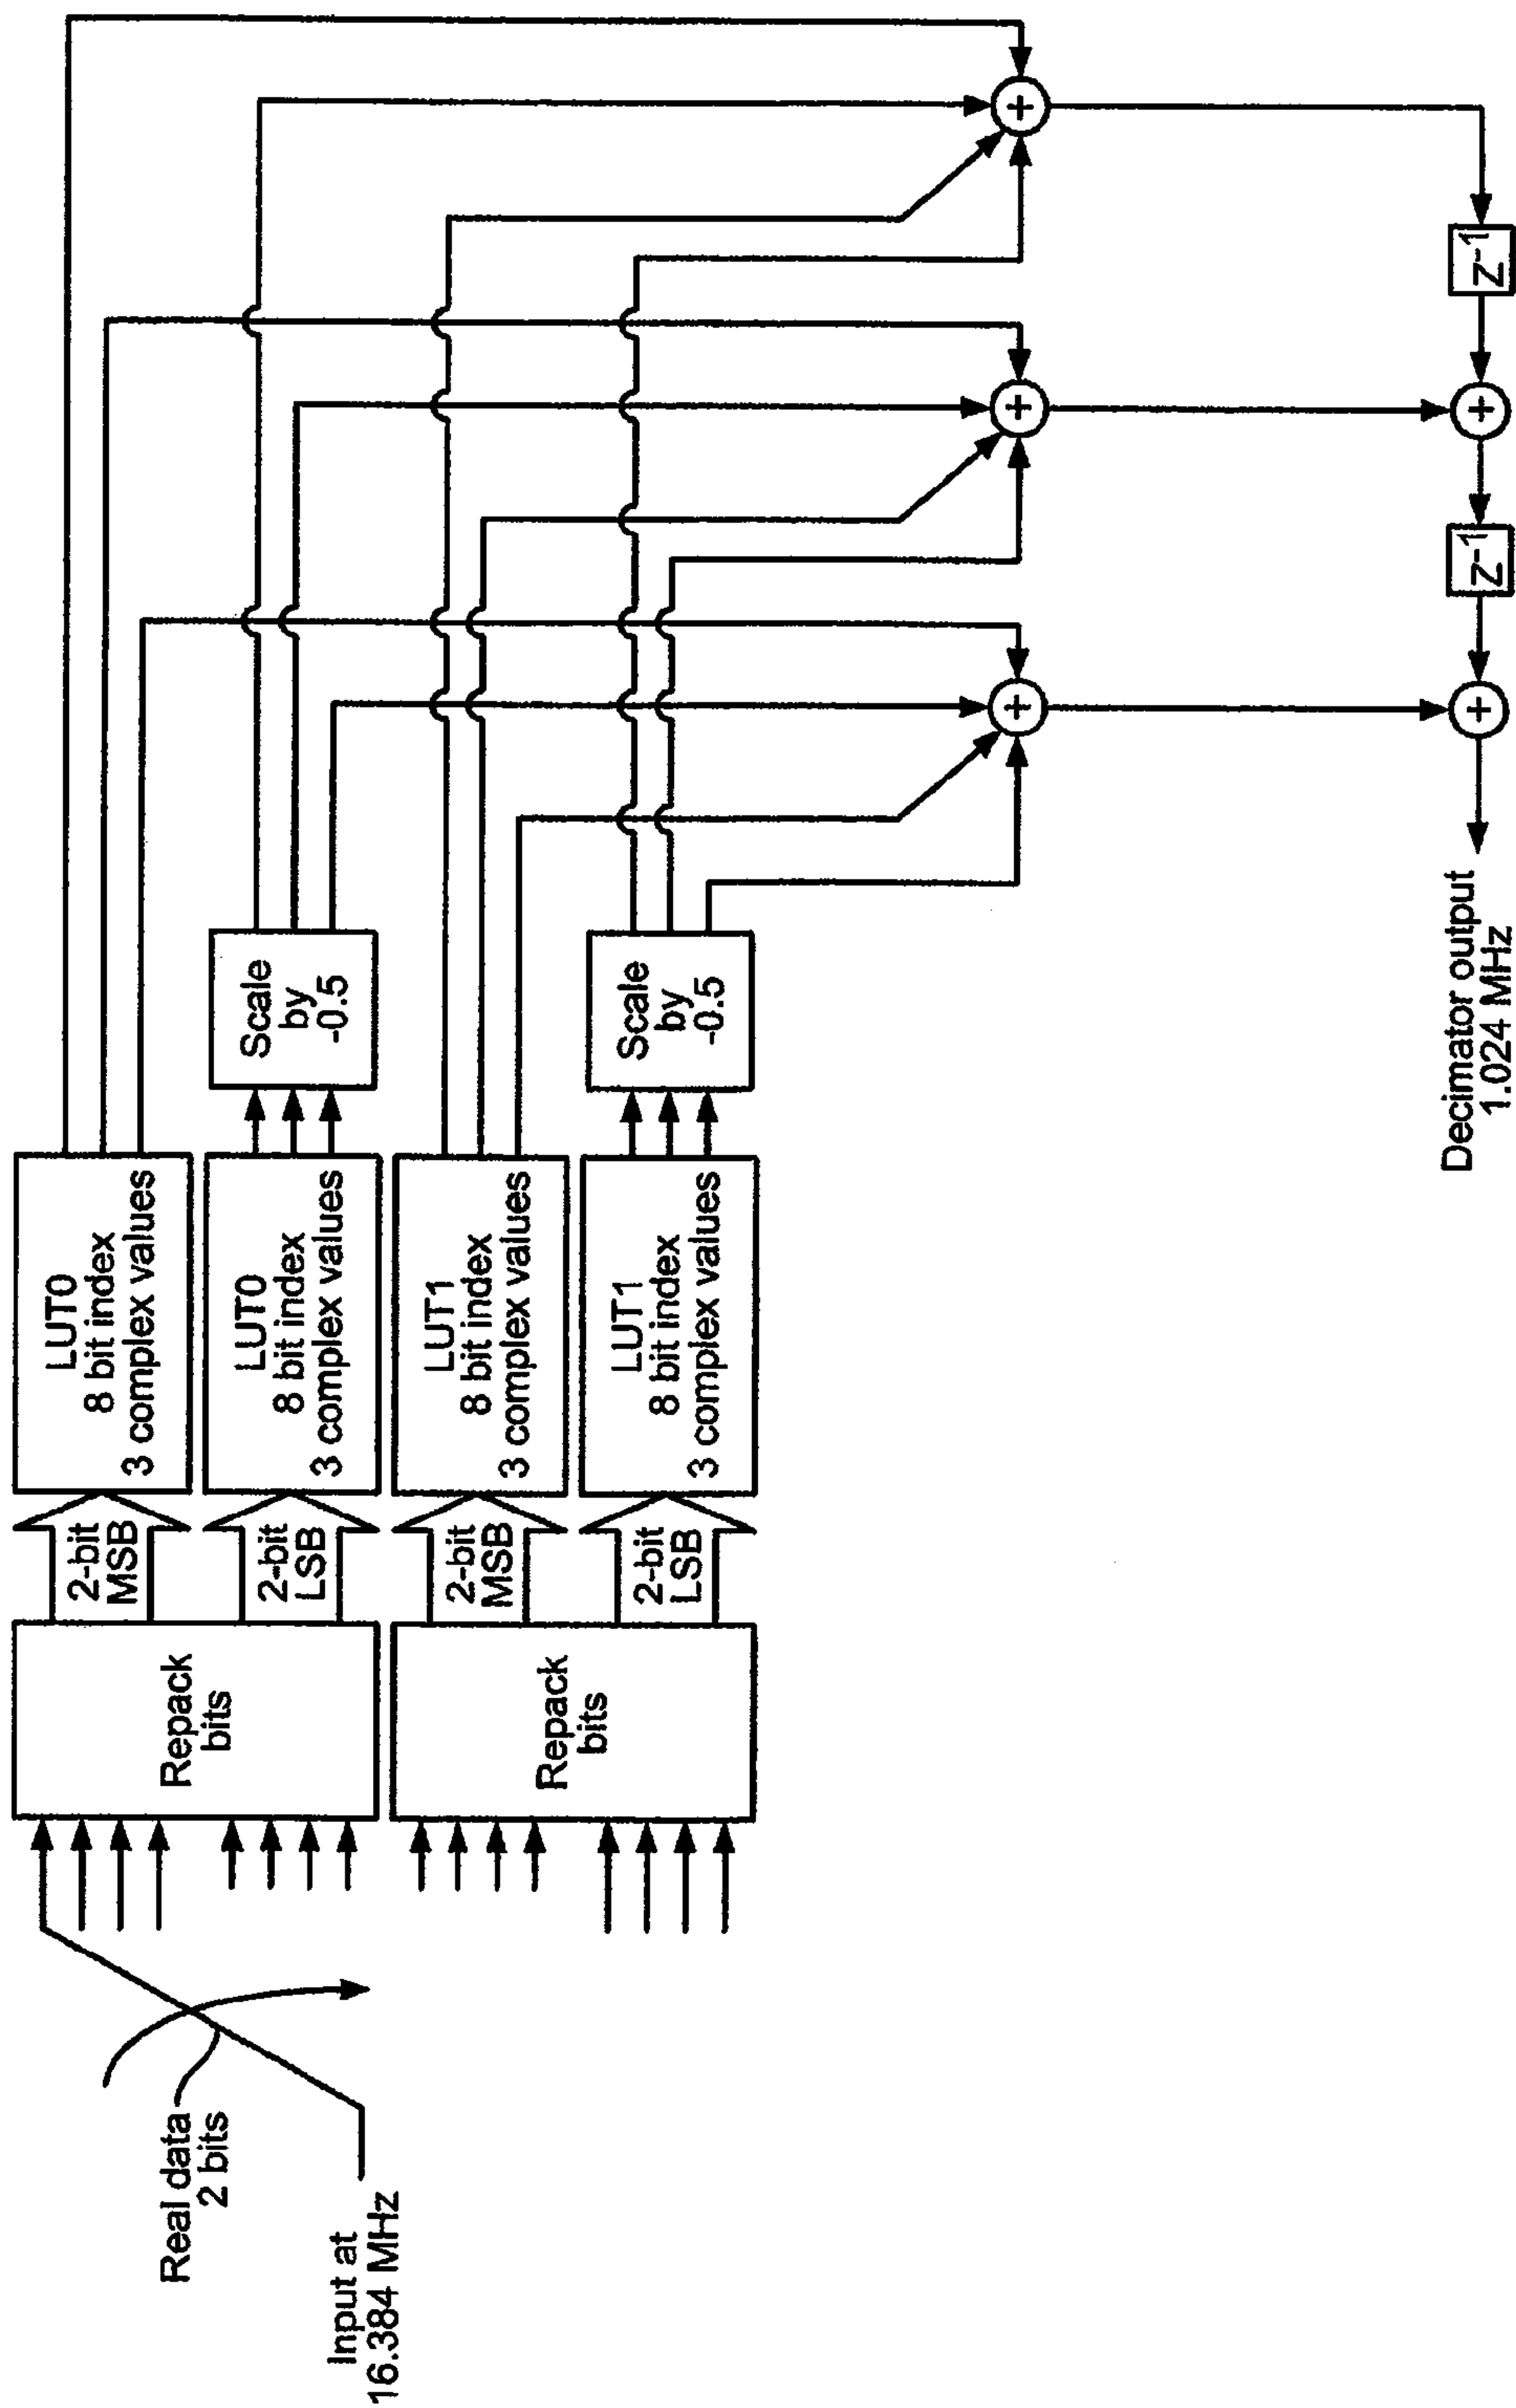 Input at
16.384 MHz
Real data
2 bits
Repack
bits
Repack
bits
2-bit
MSB
2-bit
LSB
2-bit
MSB
2-bit
LSB
LUT0
8 bit index
3 complex values
LUT0
8 bit index
3 complex values
LUT1
8 bit index
3 complex values
LUT1
8 bit index
3 complex values
Scale
by
-0.5
Scale
by
-0.5
+
+
+
+
z-1
+
z-1
Decimator output
1.024 MHz